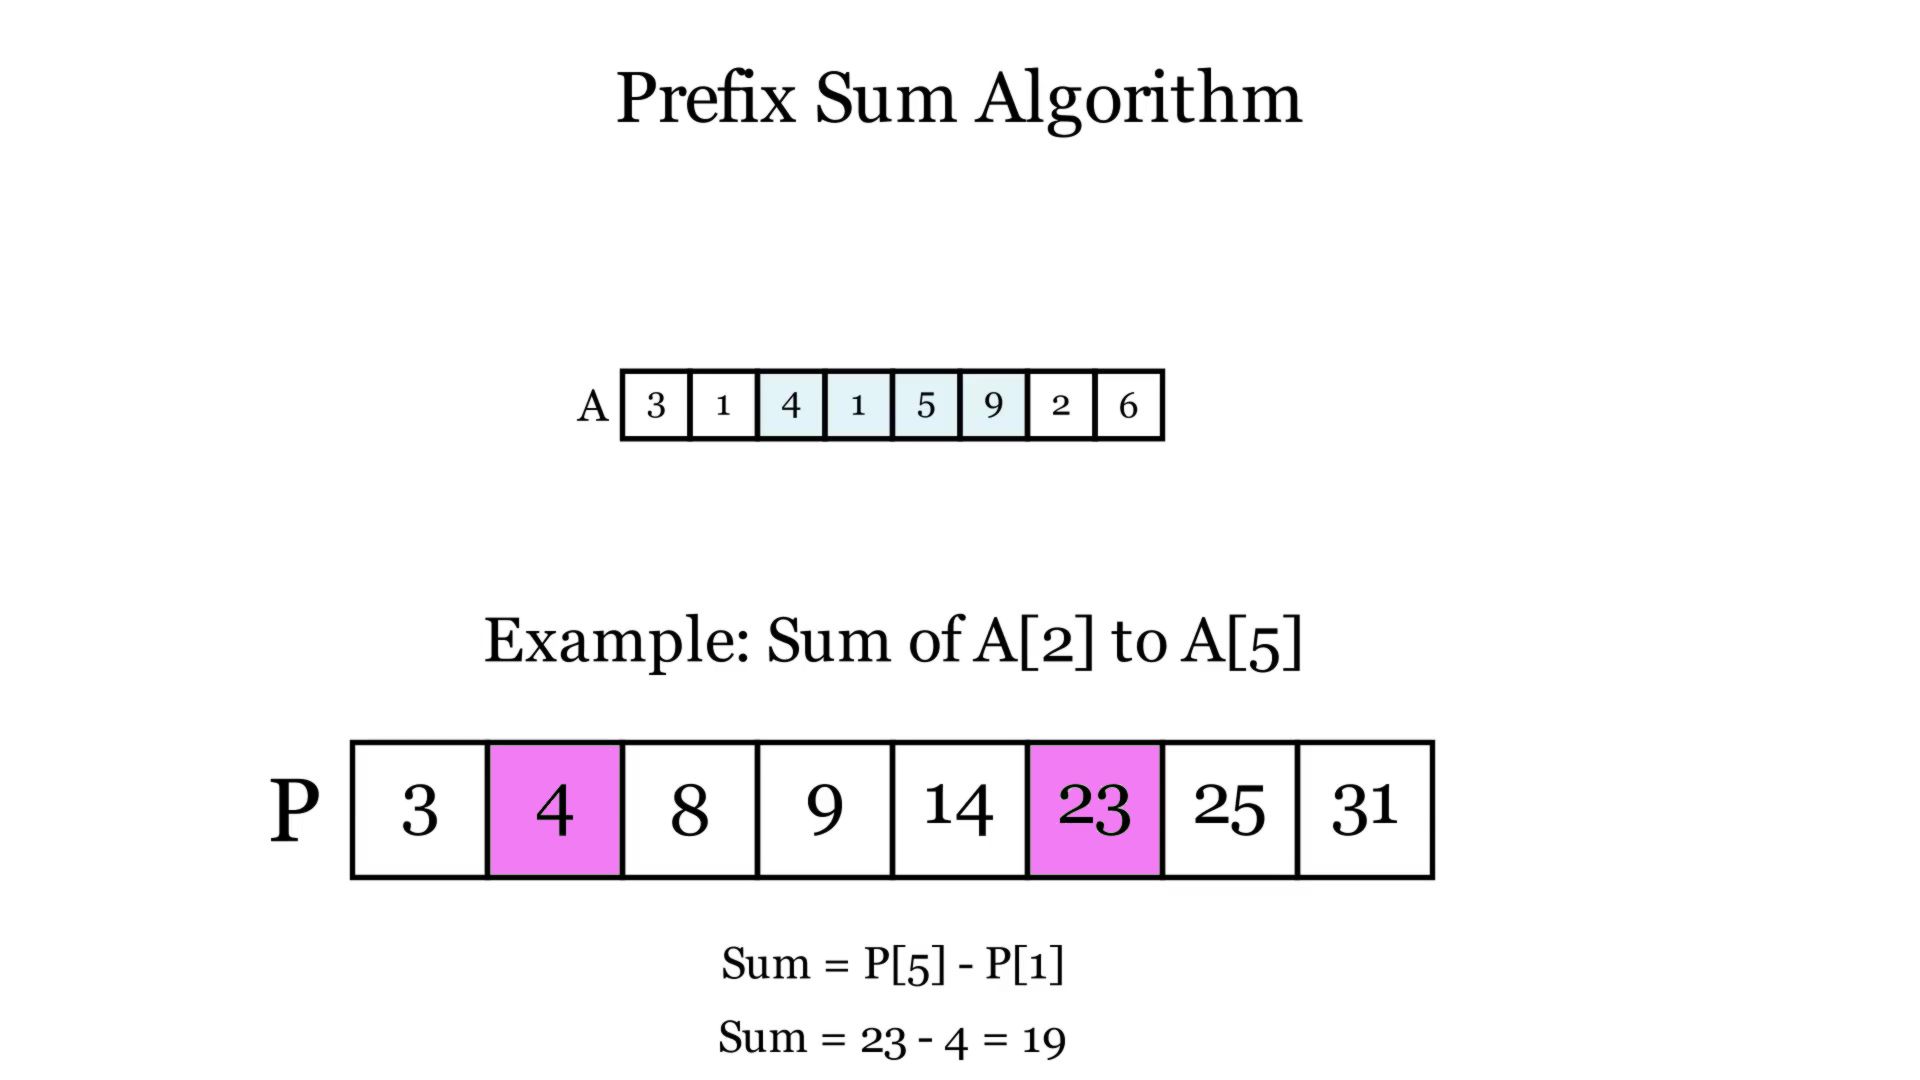 Prefix Sum Algorithm
A 3 1 4 1 5 9 2 6
Example: Sum of A[2] to A[5]
P 3 4 8 9 14 23 25 31
Sum = P[5] - P[1]
Sum = 23 - 4 = 19